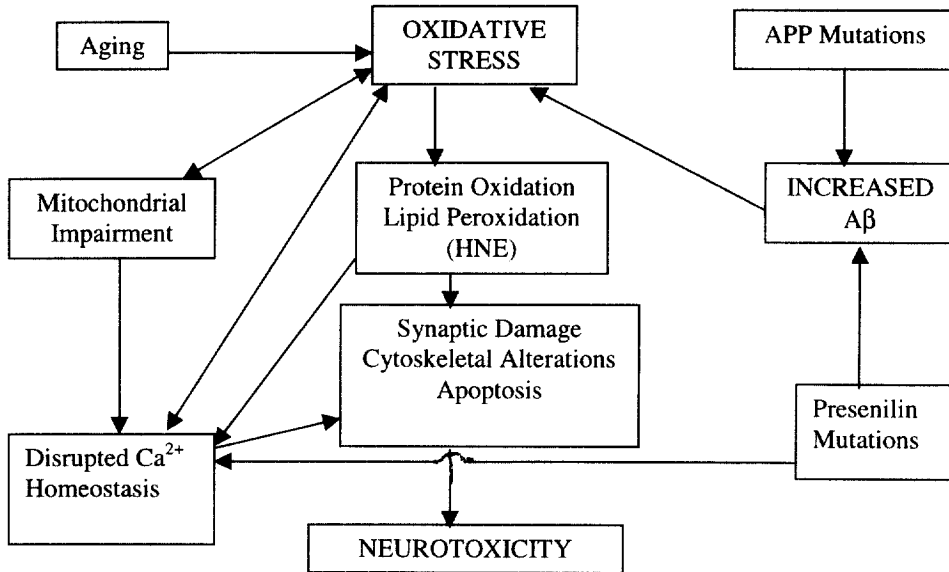 Aging
OXIDATIVE
STRESS
APP Mutations
Mitochondrial
Impairment
Protein Oxidation
Lipid Peroxidation
(HNE)
INCREASED
Aβ
Synaptic Damage
Cytoskeletal Alterations
Apoptosis
Presenilin
Mutations
Disrupted Ca²⁺
Homeostasis
NEUROTOXICITY